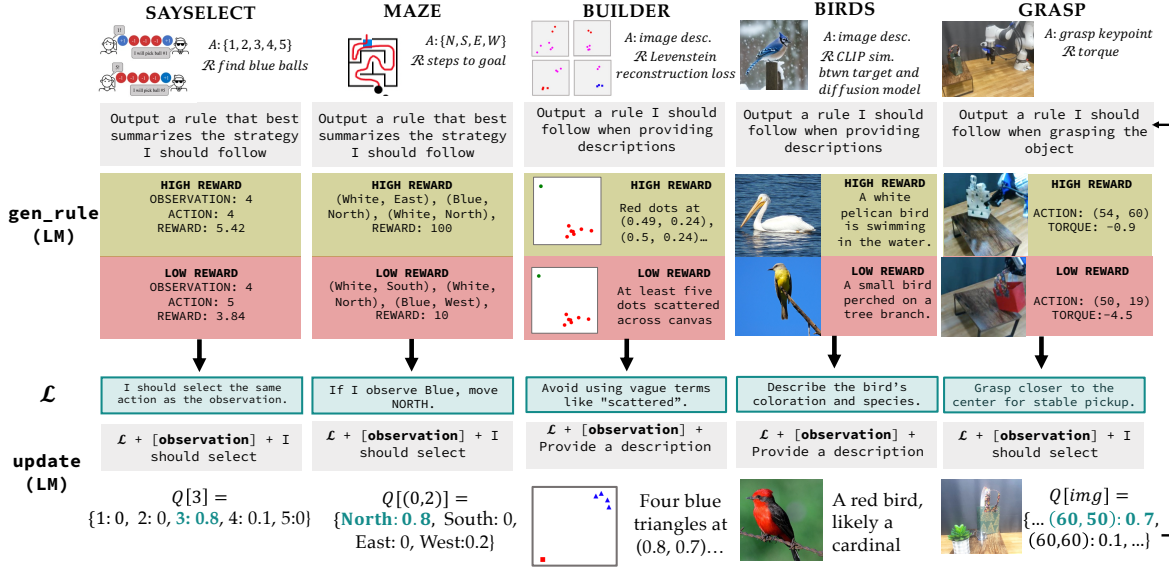 SAYSELECT
A: {1, 2, 3, 4, 5}
R: find blue balls
I will pick ball #1
MAZE
A: {N, S, E, W}
R: steps to goal
BUILDER
A: image desc.
R: Levenstein
reconstruction loss
BIRDS
A: image desc.
R: CLIP sim.
btwn target and
diffusion model
GRASP
A: grasp keypoint
R: torque
gen_rule
(LM)
Output a rule that best
summarizes the strategy
I should follow
Output a rule that best
summarizes the strategy
I should follow
Output a rule I should
follow when providing
descriptions
Output a rule I should
follow when providing
descriptions
Output a rule I should
follow when grasping the
object
HIGH REWARD
OBSERVATION: 4
ACTION: 4
REWARD: 5.42
HIGH REWARD
(White, East), (Blue,
North), (White, North),
REWARD: 100
HIGH REWARD
Red dots at
(0.49, 0.24),
(0.5, 0.24)…
HIGH REWARD
A white
pelican bird
is swimming
in the water.
HIGH REWARD
ACTION: (54, 60)
TORQUE: -0.9
LOW REWARD
OBSERVATION: 4
ACTION: 5
REWARD: 3.84
LOW REWARD
(White, South), (White,
North), (Blue, West),
REWARD: 10
LOW REWARD
At least five
dots scattered
across canvas
LOW REWARD
A small bird
perched on a
tree branch.
LOW REWARD
ACTION: (50, 19)
TORQUE:-4.5
ℒ
I should select the same
action as the observation.
If I observe Blue, move
NORTH.
Avoid using vague terms
like "scattered".
Describe the bird's
coloration and species.
Grasp closer to the
center for stable pickup.
update
(LM)
ℒ + [observation] + I
should select
ℒ + [observation] + I
should select
ℒ + [observation] +
Provide a description
ℒ + [observation] +
Provide a description
ℒ + [observation] + I
should select
Q[3] =
{1: 0, 2: 0, 3: 0.8, 4: 0.1, 5:0}
Q[(0,2)] =
{North: 0.8, South: 0,
East: 0, West:0.2}
Four blue
triangles at
(0.8, 0.7)…
A red bird,
likely a
cardinal
Q[img] =
{... (60, 50): 0.7,
(60,60): 0.1, ...}